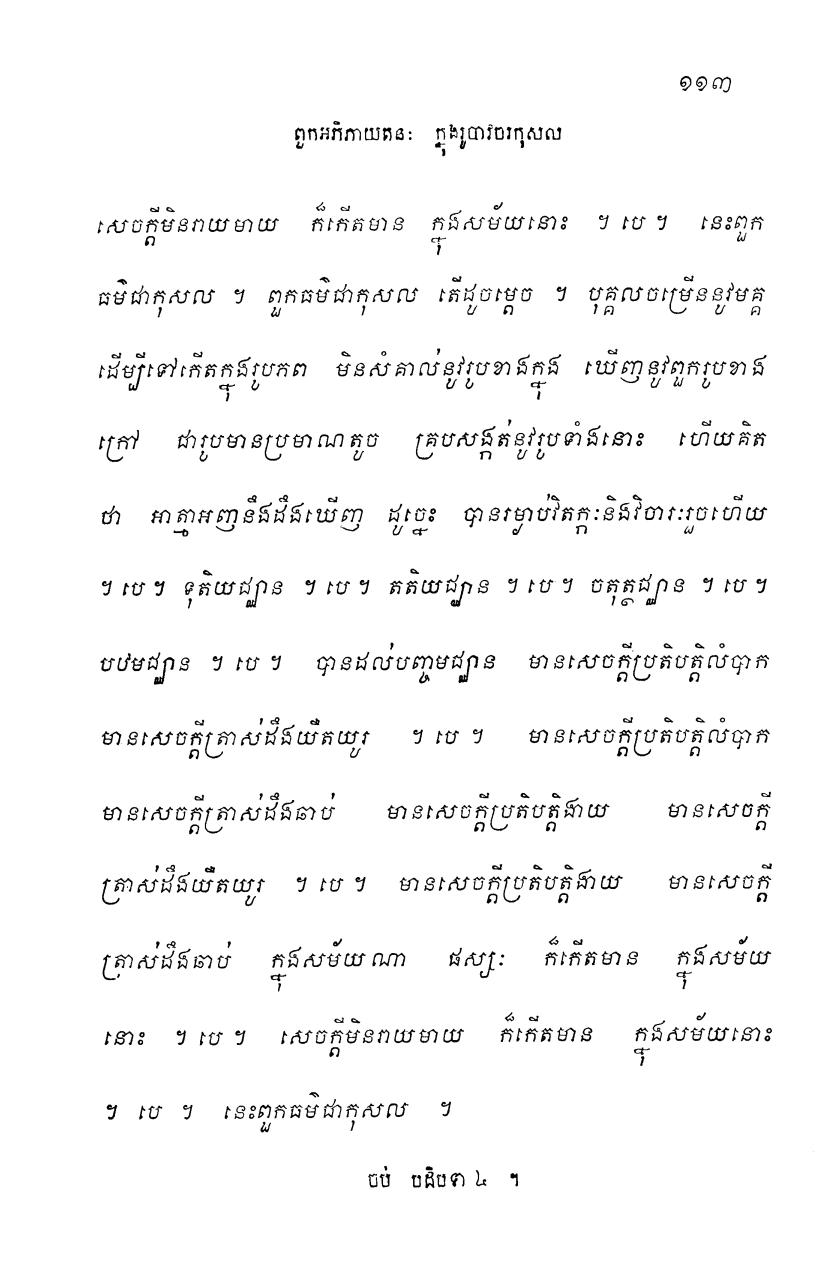 ១១៣
ពួកអភិភាយតនៈ ក្នុងរូបាវចរកុសល
សេចក្តីមិនរាយមាយ ក៏កើតមាន ក្នុងសម័យនោះ ។ បេ ។ នេះពួក
ធម៌ជាកុសល ។ ពួកធម៌ជាកុសល តើដូចម្តេច ។ បុគ្គលចម្រើននូវមគ្គ
ដើម្បីទៅកើតក្នុងរូបភព មិនសំគាល់នូវរូបខាងក្នុង ឃើញនូវពួករូបខាង
ក្រៅ ជារូបមានប្រមាណតូច គ្របសង្កត់នូវរូបទាំងនោះ ហើយគិត
ថា អាត្មាអញនឹងដឹងឃើញ ដូច្នេះ បានរម្ងាប់វិតក្កៈនិងវិចារៈរួចហើយ
។ បេ ។ ទុតិយជ្ឈាន ។ បេ ។ តតិយជ្ឈាន ។ បេ ។ ចតុត្ថជ្ឈាន ។ បេ ។
បឋមជ្ឈាន ។ បេ ។ បានដល់បញ្ចមជ្ឈាន មានសេចក្តីប្រតិបត្តិលំបាក
មានសេចក្តីត្រាស់ដឹងយឺតយូរ ។ បេ ។ មានសេចក្តីប្រតិបត្តិលំបាក
មានសេចក្តីត្រាស់ដឹងឆាប់ មានសេចក្តីប្រតិបត្តិងាយ មានសេចក្តី
ត្រាស់ដឹងយឺតយូរ ។ បេ ។ មានសេចក្តីប្រតិបត្តិងាយ មានសេចក្តី
ត្រាស់ដឹងឆាប់ ក្នុងសម័យណា ផស្សៈ ក៏កើតមាន ក្នុងសម័យ
នោះ ។ បេ ។ សេចក្តីមិនរាយមាយ ក៏កើតមាន ក្នុងសម័យនោះ
។ បេ ។ នេះពួកធម៌ជាកុសល ។
ចប់ បដិបទា ៤ ។